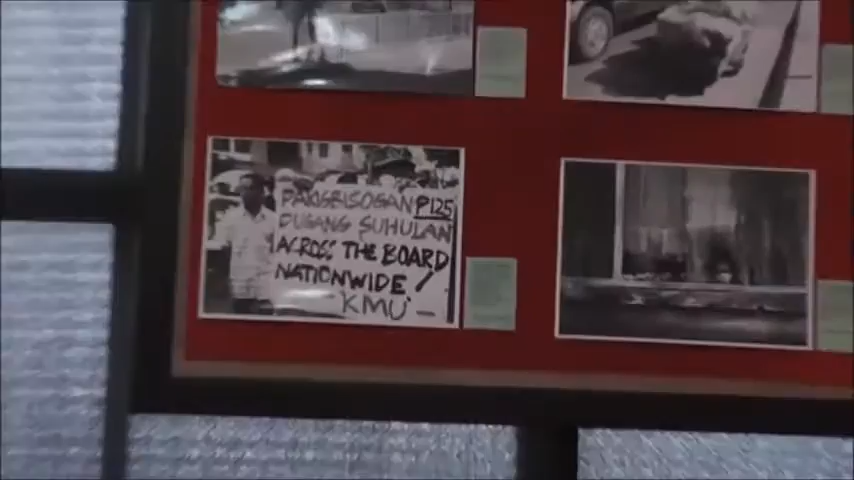 PAKIGBISOGAN P125
DUGANG SUHULAN
ACROSS THE BOARD
NATIONWIDE!
KMU